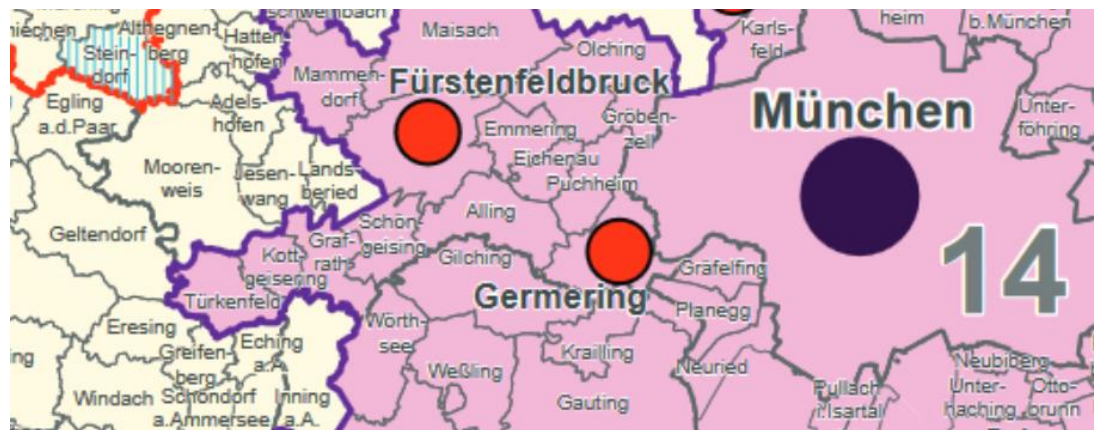 schweinbach
Maisach
Karls-
feld
heim
b.München
Althegnen-
berg
Hatten-
hofen
Olching
Stein-
dorf
Mammen-
dorf
Fürstenfeldbruck
Egling
a.d.Paar
Adels-
hofen
Gröben-
zell
München
Unter-
föhring
Emmering
Eichenau
Mooren-
weis
Jesen-
wang
Lands-
beried
Puchheim
Geltendorf
Schön-
geising
Alling
Kott-
geisering
Graf-
rath
Gilching
Gräfelfing
14
Türkenfeld
Germering
Planegg
Eresing
Wörth-
see
Greifen-
berg
Eching
a.A.
Krailling
Neuried
Weßling
Neubiberg
Windach
Schondorf
a.Ammersee
Inning
a.A.
Gauting
Pullach
i.Isartal
Unter-
haching
Otto-
brunn
ing